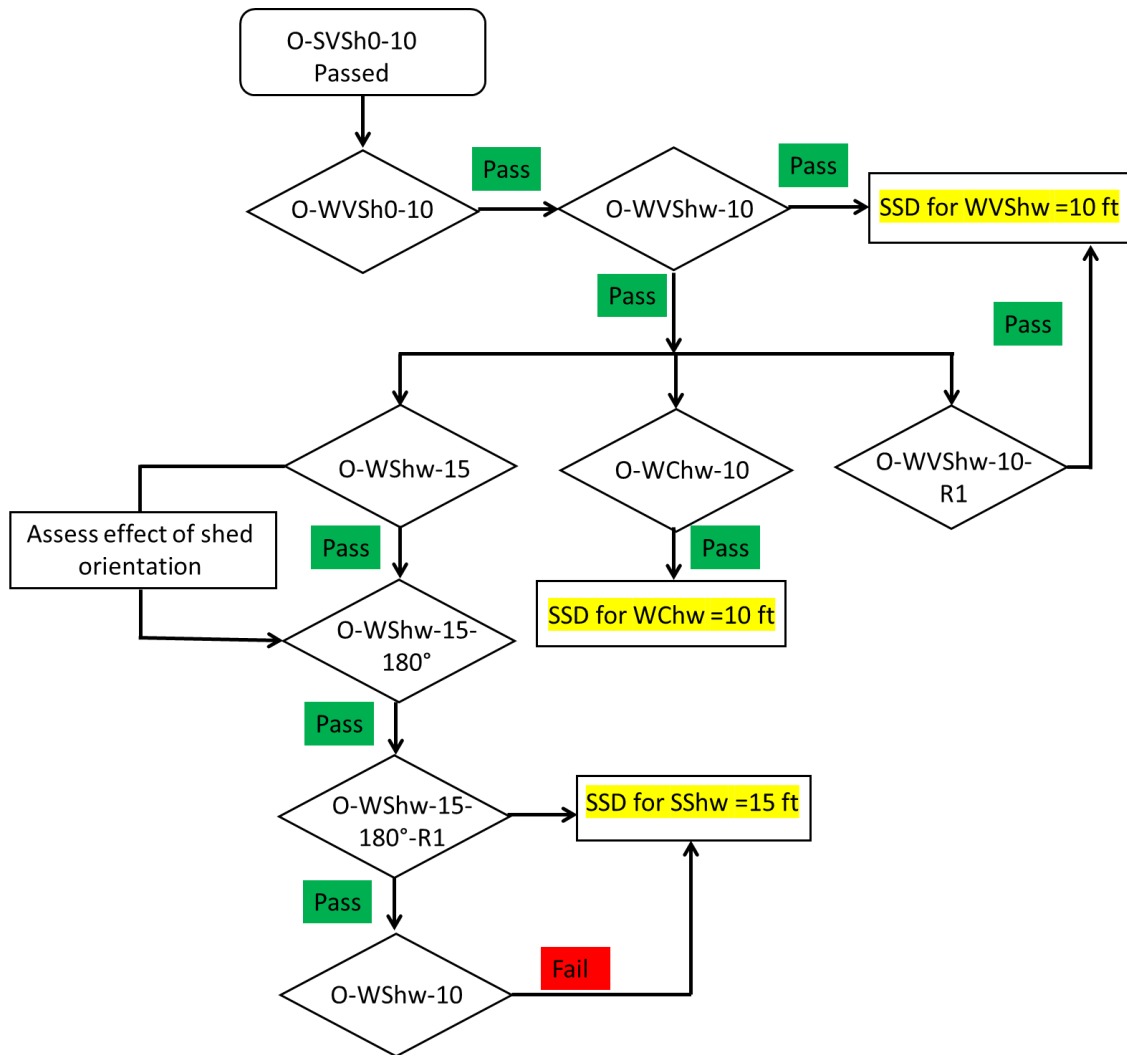 O-SVSh0-10
Passed
Pass
Pass
O-WVSh0-10
O-WVShw-10
SSD for WVShw =10 ft
Pass
Pass
O-WShw-15
O-WChw-10
O-WVShw-10-
R1
Assess effect of shed
orientation
Pass
Pass
SSD for WChw =10 ft
O-WShw-15-
180°
Pass
O-WShw-15-
180°-R1
SSD for SShw =15 ft
Pass
Fail
O-WShw-10